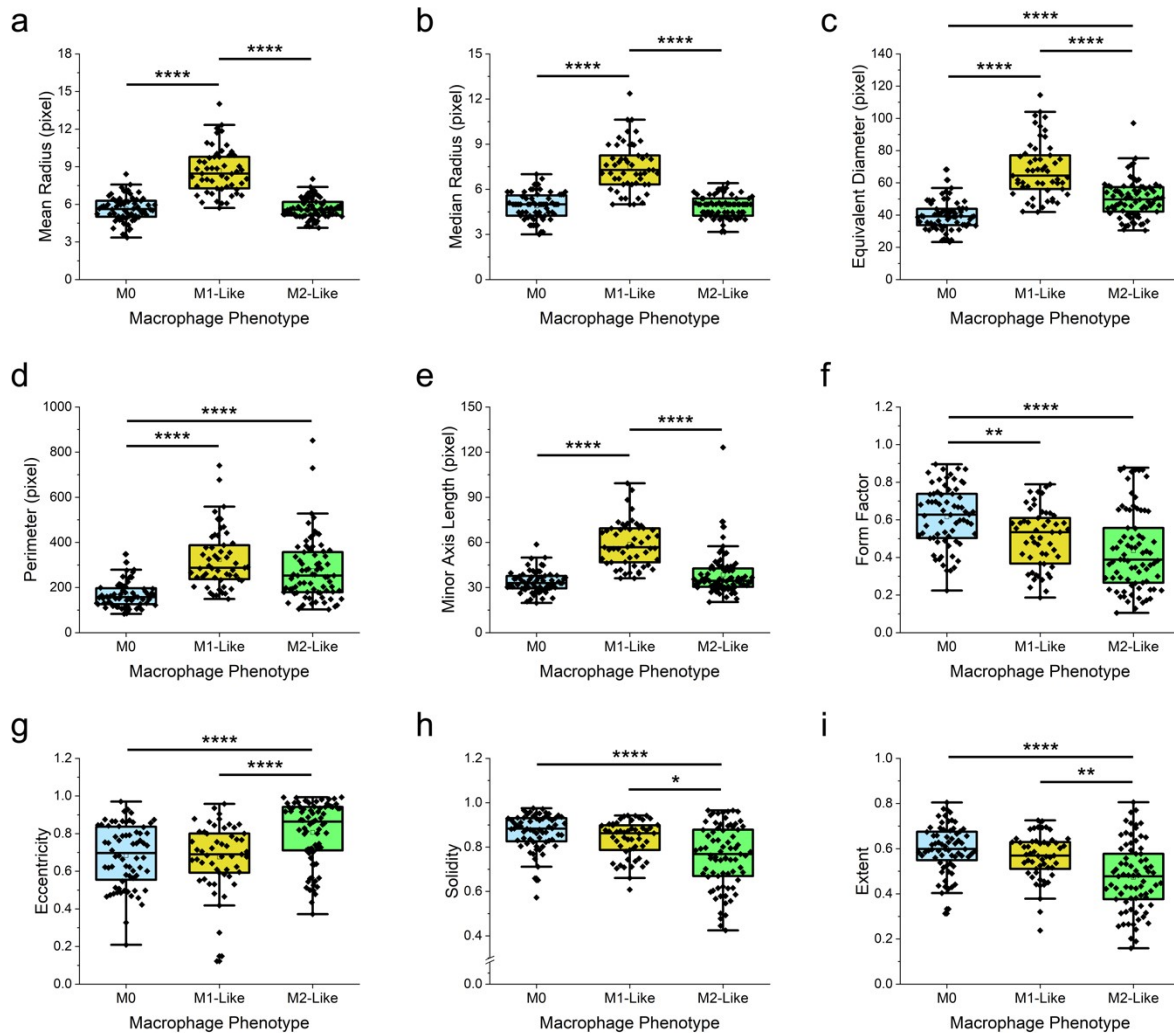 a
****
****
Mean Radius (pixel)
18
15
12
9
6
3
0
M0 M1-Like M2-Like
Macrophage Phenotype
b
****
****
Median Radius (pixel)
15
12
9
6
3
0
M0 M1-Like M2-Like
Macrophage Phenotype
c
****
****
****
Equivalent Diameter (pixel)
140
120
100
80
60
40
20
0
M0 M1-Like M2-Like
Macrophage Phenotype
d
****
****
Perimeter (pixel)
1000
800
600
400
200
0
M0 M1-Like M2-Like
Macrophage Phenotype
e
****
****
Minor Axis Length (pixel)
150
120
90
60
30
0
M0 M1-Like M2-Like
Macrophage Phenotype
f
****
**
Form Factor
1.2
1.0
0.8
0.6
0.4
0.2
0.0
M0 M1-Like M2-Like
Macrophage Phenotype
g
****
****
Eccentricity
1.2
1.0
0.8
0.6
0.4
0.2
0.0
M0 M1-Like M2-Like
Macrophage Phenotype
h
****
*
Solidity
1.2
1.0
0.8
0.6
0.4
0.0
M0 M1-Like M2-Like
Macrophage Phenotype
i
****
**
Extent
1.0
0.8
0.6
0.4
0.2
0.0
M0 M1-Like M2-Like
Macrophage Phenotype